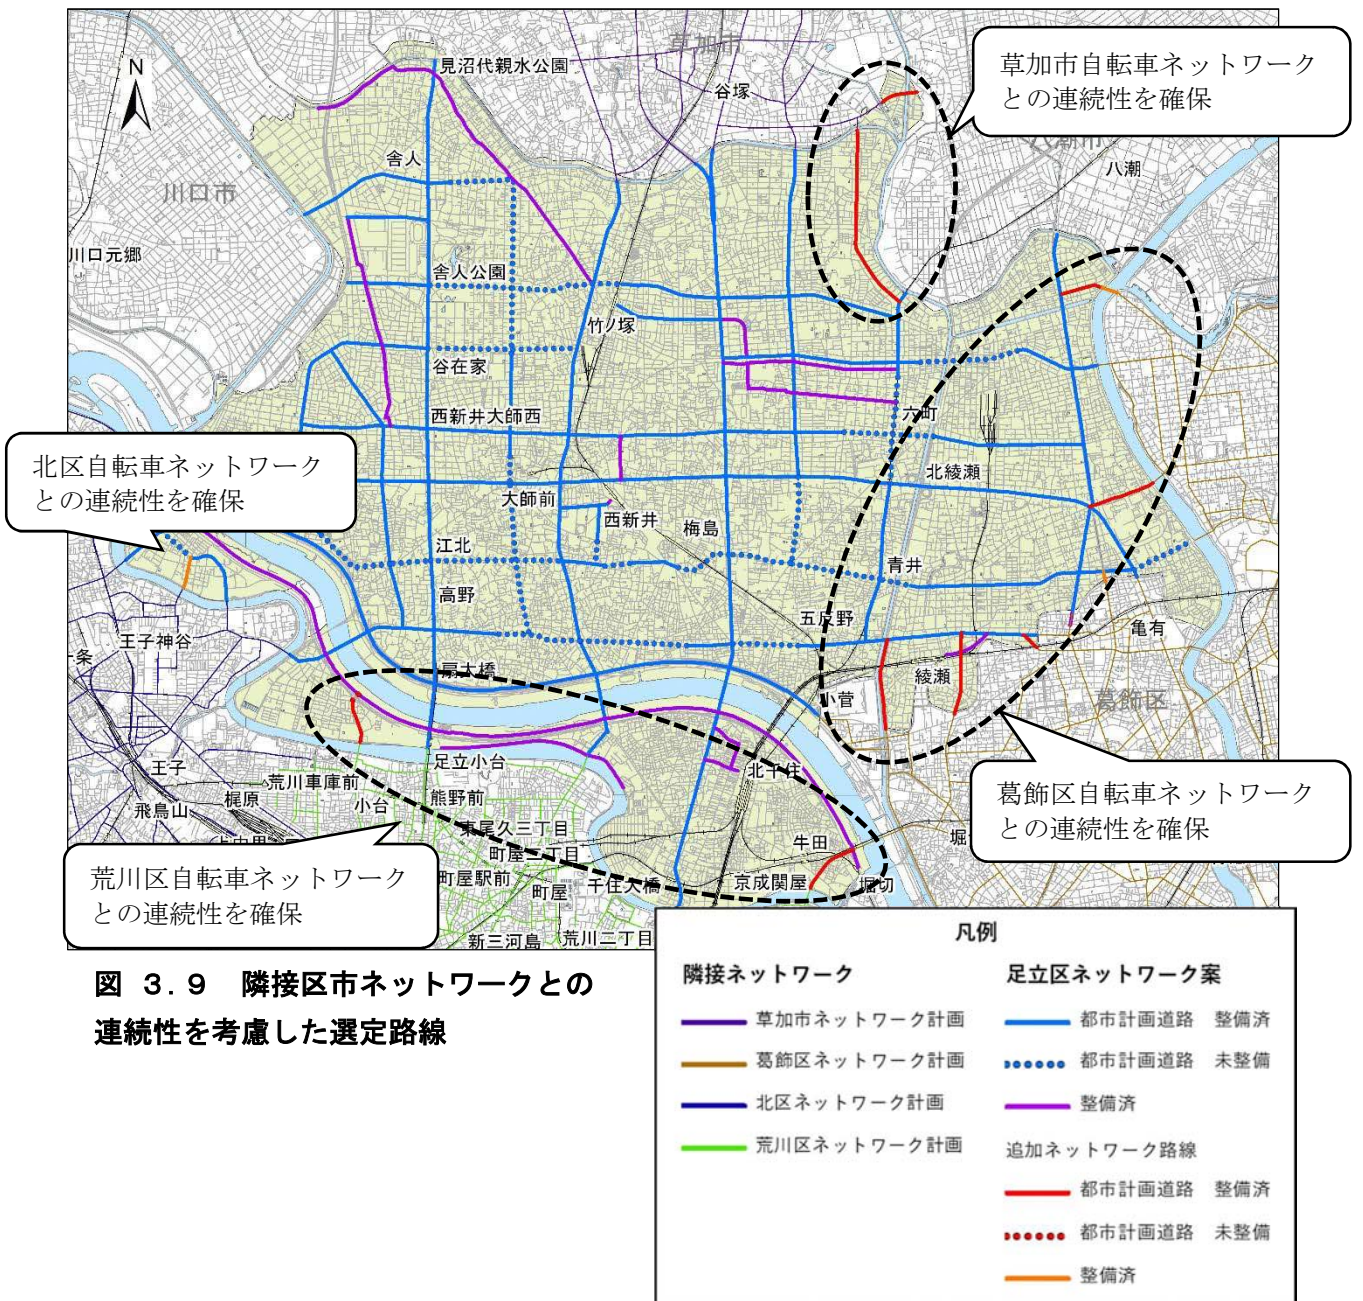 草加市
見沼代親水公園
谷塚
草加市自転車ネットワーク
との連続性を確保
N
八潮市
八潮
舎人
川口市
川口元郷
舎人公園
竹ノ塚
谷在家
西新井大師西
六町
北区自転車ネットワーク
との連続性を確保
北綾瀬
大師前
西新井
梅島
江北
青井
高野
五反野
王子神谷
亀有
扇大橋
綾瀬
小菅
葛飾区
足立小台
北千住
王子
荒川車庫前
葛飾区自転車ネットワーク
との連続性を確保
飛鳥山
梶原
小台
熊野前
東尾久三丁目
牛田
町屋二丁目
荒川区自転車ネットワーク
との連続性を確保
町屋駅前
町屋
千住大橋
京成関屋
堀切
新三河島
荒川二丁目
図 3.9 隣接区市ネットワークとの
連続性を考慮した選定路線
凡例
隣接ネットワーク
草加市ネットワーク計画
葛飾区ネットワーク計画
北区ネットワーク計画
荒川区ネットワーク計画
足立区ネットワーク案
都市計画道路 整備済
都市計画道路 未整備
整備済
追加ネットワーク路線
都市計画道路 整備済
都市計画道路 未整備
整備済